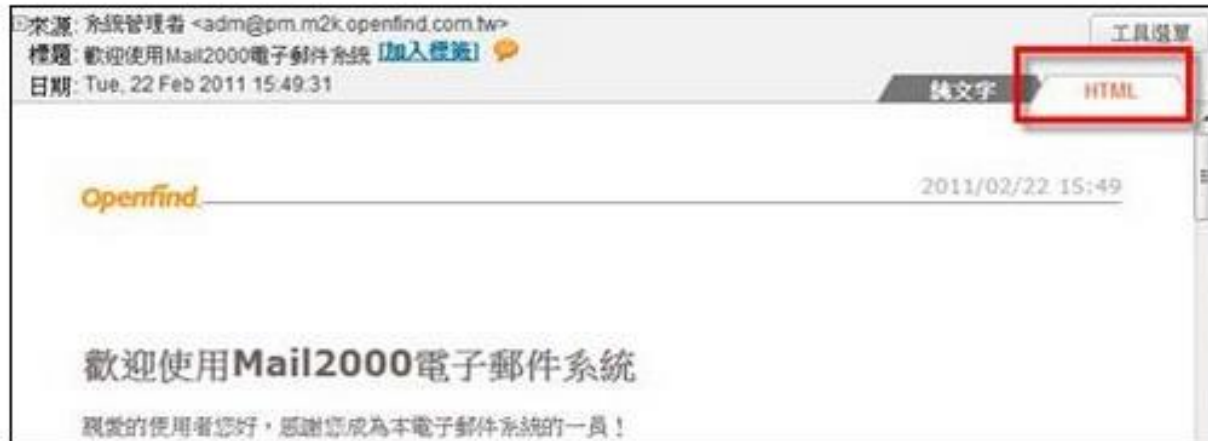 來源: 系統管理者 <adm@pm.m2k.openfind.com.tw>
工具選單
標題: 歡迎使用Mail2000電子郵件系統 [加入標籤]
日期: Tue, 22 Feb 2011 15:49:31
純文字 HTML
Openfind 2011/02/22 15:49
歡迎使用Mail2000電子郵件系統
親愛的使用者您好，感謝您成為本電子郵件系統的一員！